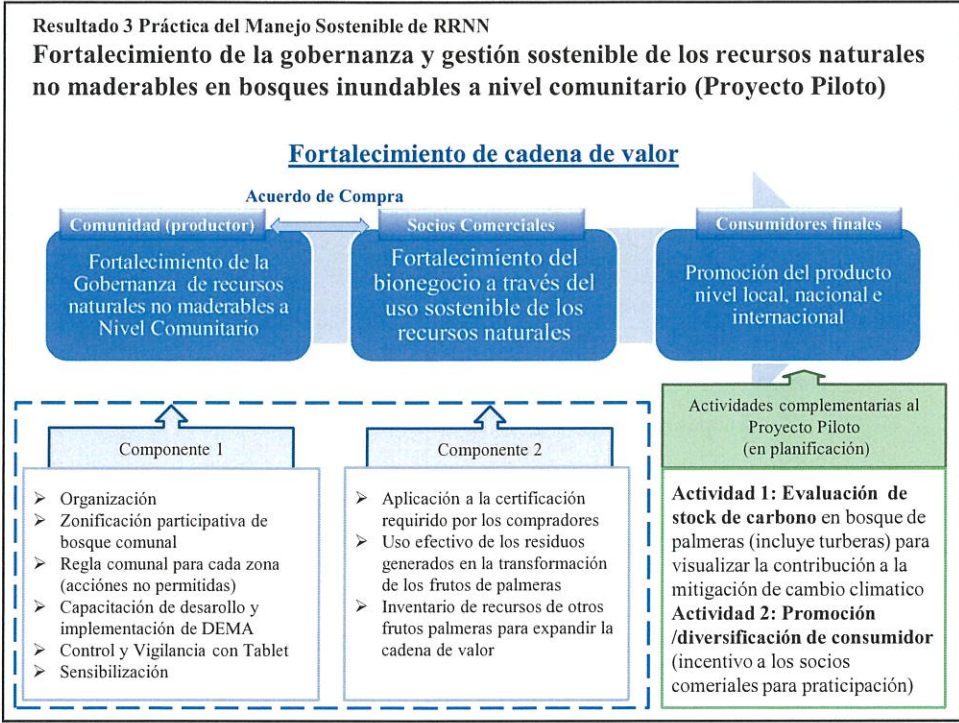 Resultado 3 Práctica del Manejo Sostenible de RRNN
Fortalecimiento de la gobernanza y gestión sostenible de los recursos naturales
no maderables en bosques inundables a nivel comunitario (Proyecto Piloto)
Fortalecimiento de cadena de valor
Acuerdo de Compra
Comunidad (productor)
Fortalecimiento de la
Gobernanza de recursos
naturales no maderables a
Nivel Comunitario
Socios Comerciales
Fortalecimiento del
bionegocio a través del
uso sostenible de los
recursos naturales
Consumidores finales
Promoción del producto
nivel local, nacional e
internacional
Componente 1
➢ Organización
➢ Zonificación participativa de
bosque comunal
➢ Regla comunal para cada zona
(acciónes no permitidas)
➢ Capacitación de desarollo y
implementación de DEMA
➢ Control y Vigilancia con Tablet
➢ Sensibilización
Componente 2
➢ Aplicación a la certificación
requirido por los compradores
➢ Uso efectivo de los residuos
generados en la transformación
de los frutos de palmeras
➢ Inventario de recursos de otros
frutos palmeras para expandir la
cadena de valor
Actividades complementarias al
Proyecto Piloto
(en planificación)
Actividad 1: Evaluación de
stock de carbono en bosque de
palmeras (incluye turberas) para
visualizar la contribución a la
mitigación de cambio climatico
Actividad 2: Promoción
/diversificación de consumidor
(incentivo a los socios
comeriales para praticipación)